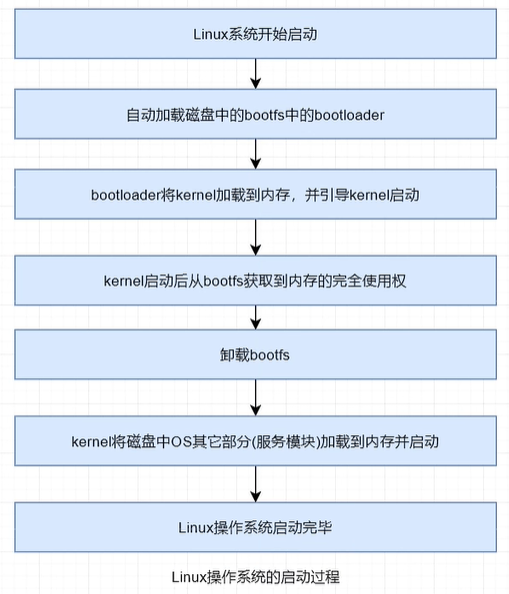 Linux系统开始启动
自动加载磁盘中的bootfs中的bootloader
bootloader将kernel加载到内存，并引导kernel启动
kernel启动后从bootfs获取到内存的完全使用权
卸载bootfs
kernel将磁盘中OS其它部分(服务模块)加载到内存并启动
Linux操作系统启动完毕
Linux操作系统的启动过程